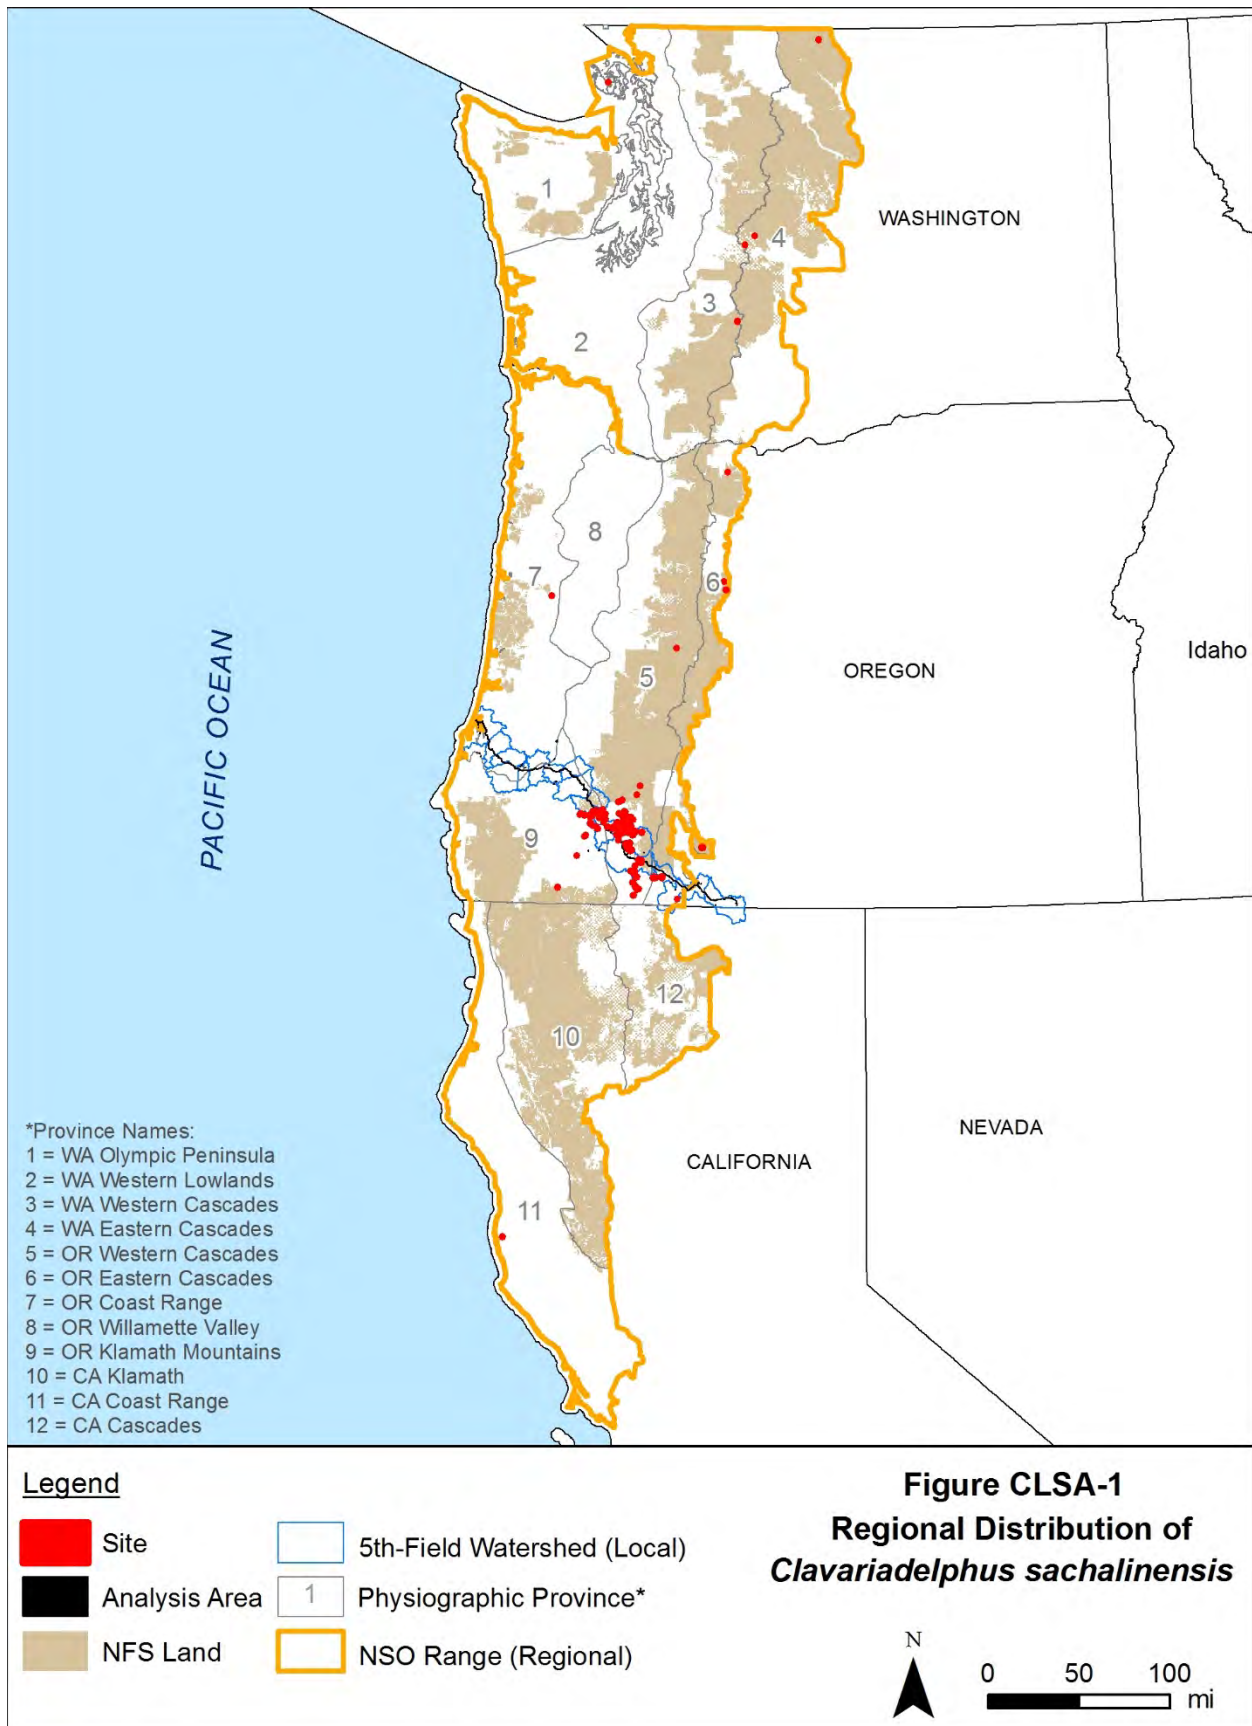 1
WASHINGTON
4
3
2
8
7
6
Idaho
5
OREGON
PACIFIC OCEAN
9
12
10
NEVADA
CALIFORNIA
11
*Province Names:
1 = WA Olympic Peninsula
2 = WA Western Lowlands
3 = WA Western Cascades
4 = WA Eastern Cascades
5 = OR Western Cascades
6 = OR Eastern Cascades
7 = OR Coast Range
8 = OR Willamette Valley
9 = OR Klamath Mountains
10 = CA Klamath
11 = CA Coast Range
12 = CA Cascades
Legend
Site
Analysis Area
NFS Land
5th-Field Watershed (Local)
1 Physiographic Province*
NSO Range (Regional)
Figure CLSA-1
Regional Distribution of
Clavariadelphus sachalinensis
N
0 50 100
mi